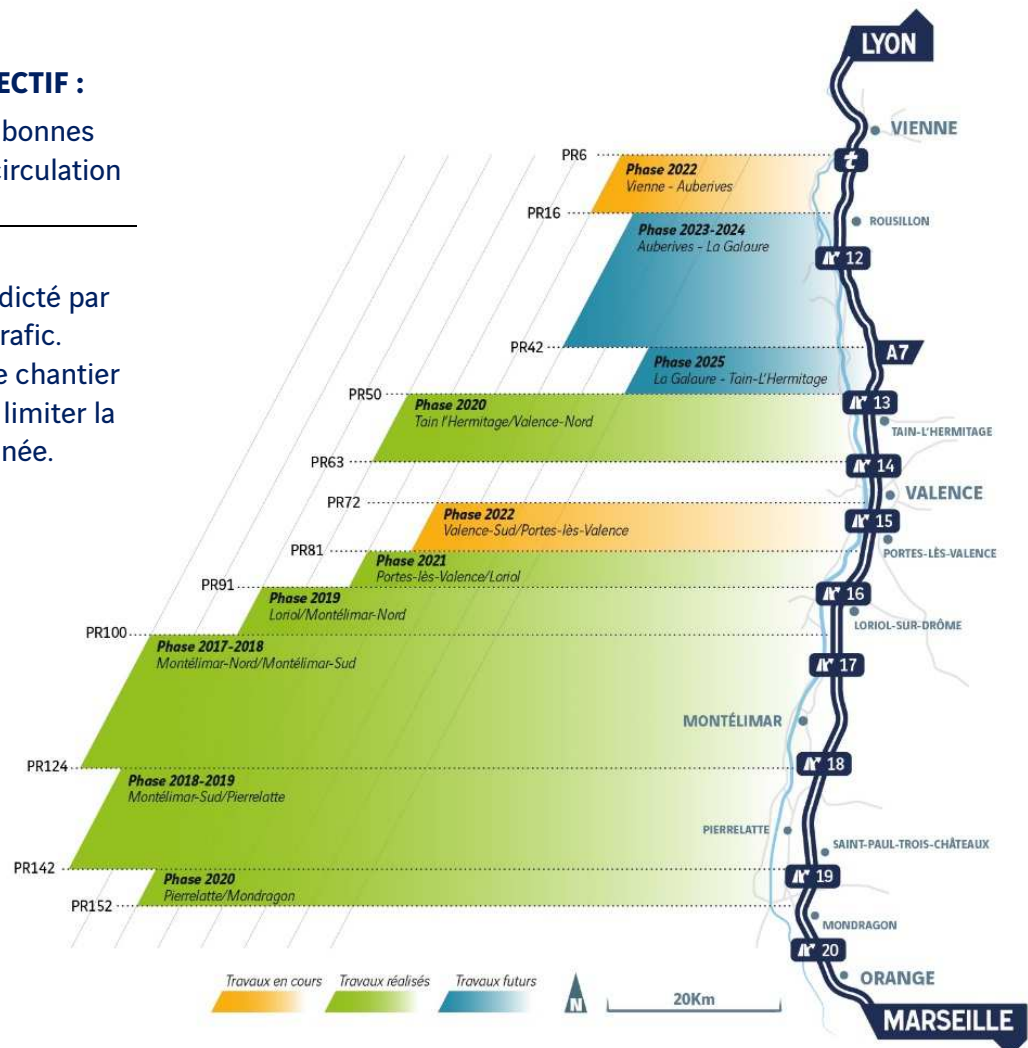 ECTIF :
bonnes
circulation
dicté par
rafic.
e chantier
limiter la
née.
LYON
VIENNE
PR6
t
Phase 2022
Vienne - Auberives
PR16
ROUSILLON
Phase 2023-2024
Auberives - La Galaure
12
PR42
A7
Phase 2025
La Galaure - Tain-L'Hermitage
PR50
13
Phase 2020
Tain l'Hermitage/Valence-Nord
TAIN-L'HERMITAGE
PR63
14
PR72
VALENCE
Phase 2022
Valence-Sud/Portes-lès-Valence
15
PR81
PORTES-LÈS-VALENCE
Phase 2021
Portes-lès-Valence/Loriol
PR91
16
Phase 2019
Loriol/Montélimar-Nord
LORIOL-SUR-DRÔME
PR100
Phase 2017-2018
Montélimar-Nord/Montélimar-Sud
17
MONTÉLIMAR
PR124
18
Phase 2018-2019
Montélimar-Sud/Pierrelatte
PIERRELATTE
SAINT-PAUL-TROIS-CHÂTEAUX
PR142
19
Phase 2020
Pierrelatte/Mondragon
PR152
MONDRAGON
20
ORANGE
Travaux en cours
Travaux réalisés
Travaux futurs
N
20Km
MARSEILLE